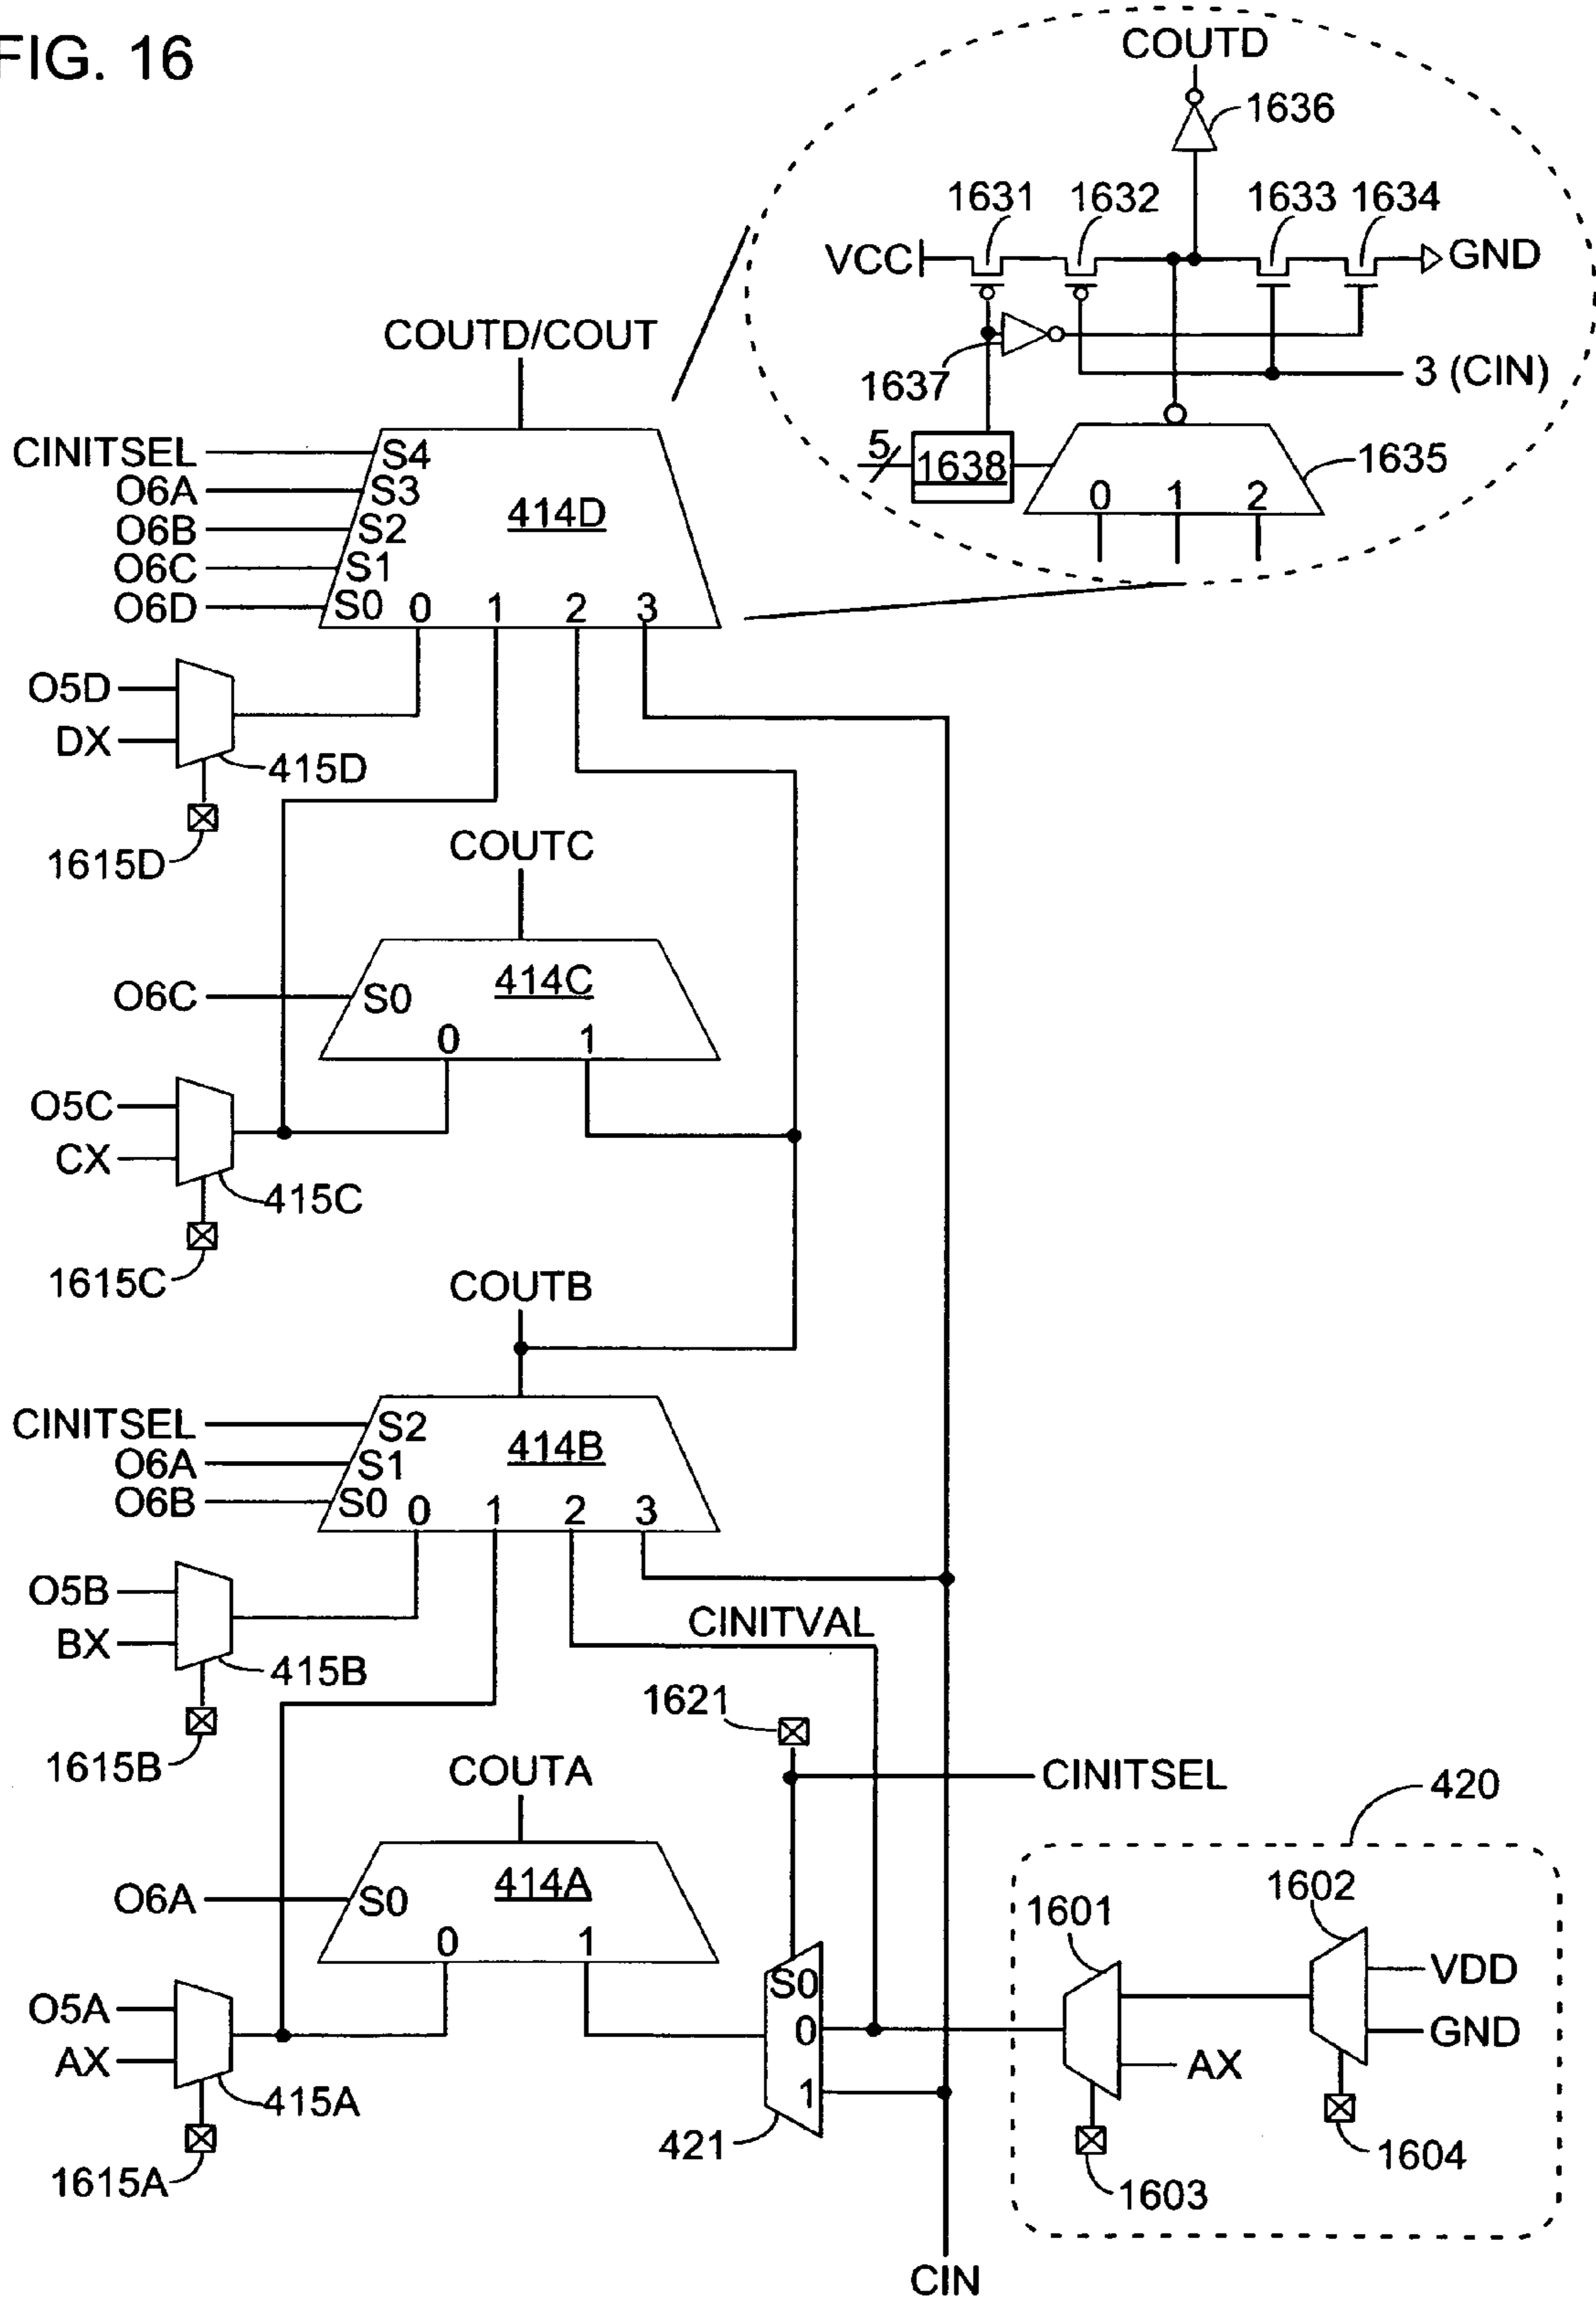 FIG. 16
COUTD
1636
1631 1632 1633 1634
VCC GND
1637 3 (CIN)
5 1638 1635
0 1 2
COUTD/COUT
CINITSEL S4
O6A S3 414D
O6B S2
O6C S1
O6D S0 0 1 2 3
O5D
DX
415D
1615D
COUTC
O6C S0 414C
0 1
O5C
CX
415C
1615C
COUTB
CINITSEL S2 414B
O6A S1
O6B S0 0 1 2 3
O5B
BX
415B
1615B
CINITVAL
1621
CINITSEL
COUTA
O6A S0 414A
0 1
O5A
AX
415A
1615A
S0
0
1
421
420
1601 1602
VDD
GND
AX
1603
1604
CIN